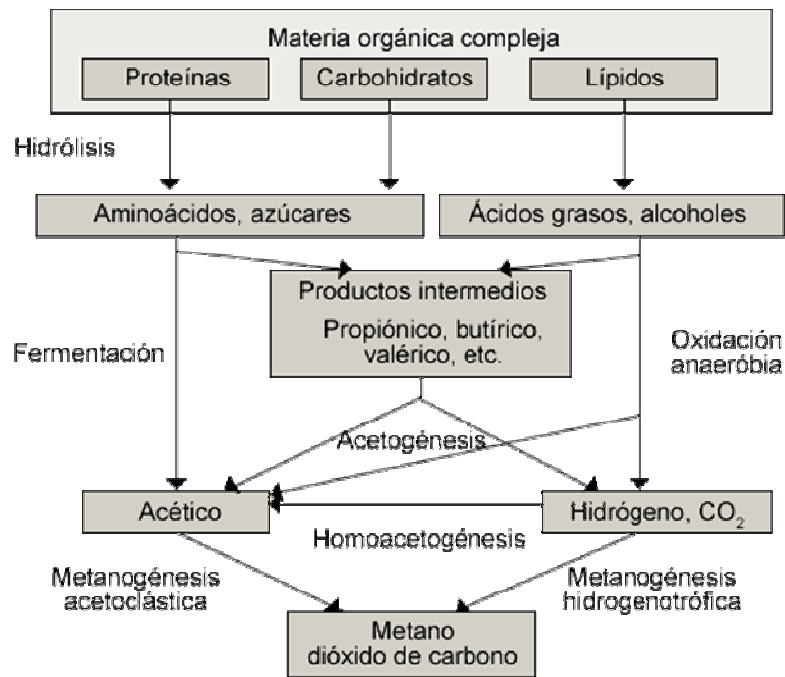 Materia orgánica compleja
Proteínas
Carbohidratos
Lípidos
Hidrólisis
Aminoácidos, azúcares
Ácidos grasos, alcoholes
Productos intermedios
Propiónico, butírico,
valérico, etc.
Fermentación
Oxidación
anaeróbia
Acetogénesis
Acético
Hidrógeno, CO₂
Homoacetogénesis
Metanogénesis
acetoclástica
Metanogénesis
hidrogenotrófica
Metano
dióxido de carbono